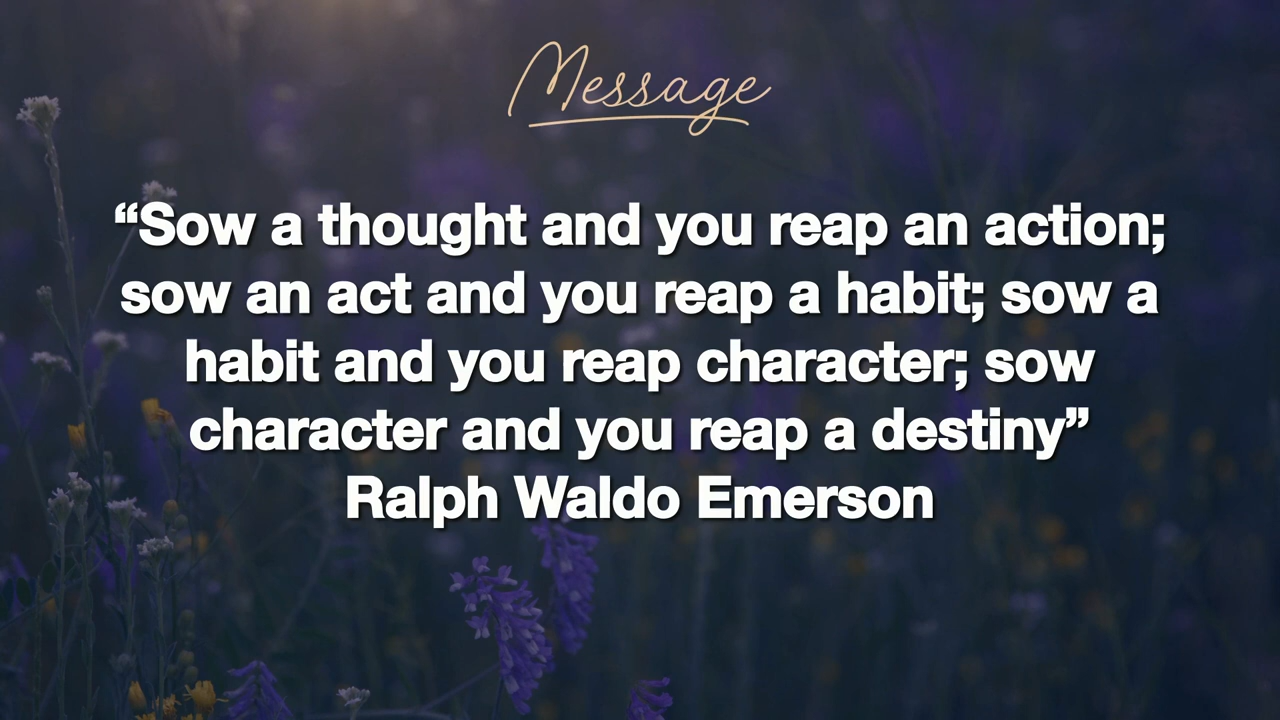 Message
“Sow a thought and you reap an action;
sow an act and you reap a habit; sow a
habit and you reap character; sow
character and you reap a destiny”
Ralph Waldo Emerson